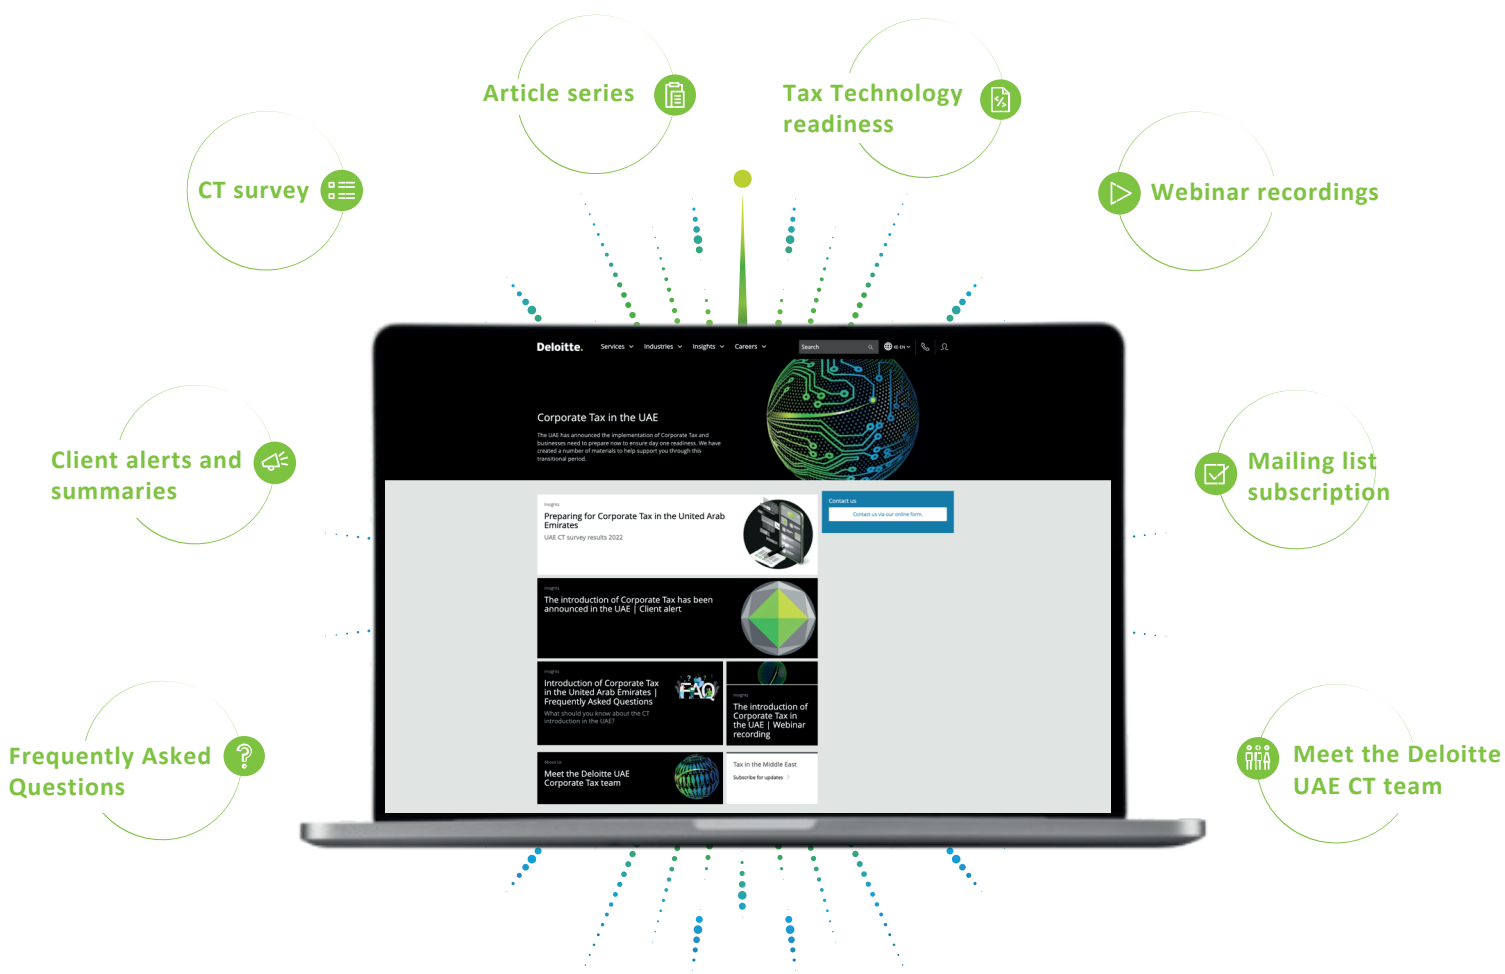 Article series
Tax Technology
readiness
CT survey
Webinar recordings
Client alerts and
summaries
Mailing list
subscription
Frequently Asked
Questions
Meet the Deloitte
UAE CT team
Deloitte.
Services
Industries
Insights
Careers
Search
Corporate Tax in the UAE
The UAE has announced the implementation of Corporate Tax and
businesses need to prepare now to ensure day one readiness. We have
created a number of materials to help support you through this
transitional period.
Insights
Preparing for Corporate Tax in the United Arab
Emirates
UAE CT survey results 2022
Contact us
Contact us via our online form.
Insights
The introduction of Corporate Tax has been
announced in the UAE | Client alert
Insights
Introduction of Corporate Tax
in the United Arab Emirates |
Frequently Asked Questions
What should you know about the CT
introduction in the UAE?
FAQ
Insights
The introduction of
Corporate Tax in
the UAE | Webinar
recording
About us
Meet the Deloitte UAE
Corporate Tax team
Tax in the Middle East
Subscribe for updates